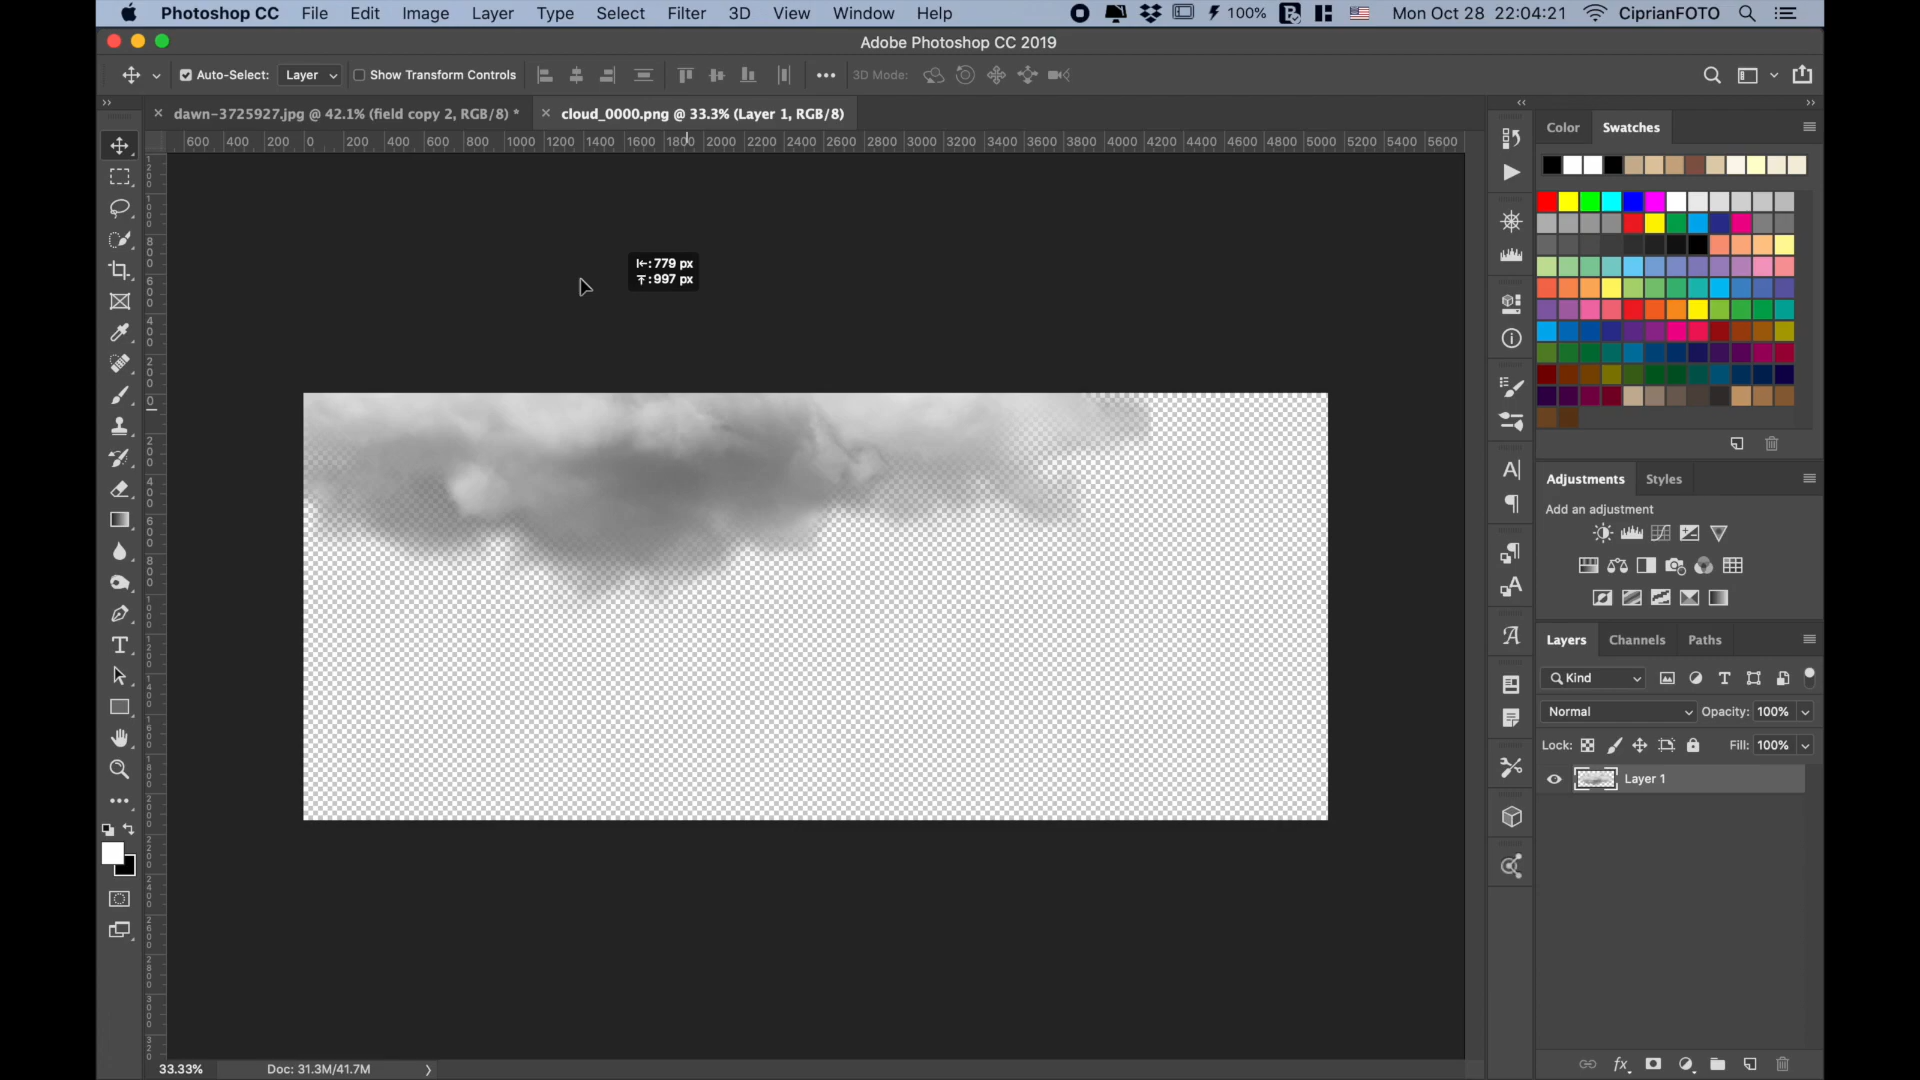 Photoshop CC File Edit Image Layer Type Select Filter 3D View Window Help 100% Mon Oct 28 22:04:21 CiprianFOTO
Adobe Photoshop CC 2019
Auto-Select: Layer Show Transform Controls 3D Mode:
dawn-3725927.jpg @ 42.1% (field copy 2, RGB/8) * cloud_0000.png @ 33.3% (Layer 1, RGB/8)
600 400 200 0 200 400 600 800 1000 1200 1400 1600 1800 2000 2200 2400 2600 2800 3000 3200 3400 3600 3800 4000 4200 4400 4600 4800 5000 5200 5400 5600
Color Swatches
: 779 px
: 997 px
Adjustments Styles
Add an adjustment
Layers Channels Paths
Kind
Normal Opacity: 100%
Lock: Fill: 100%
Layer 1
33.33% Doc: 31.3M/41.7M